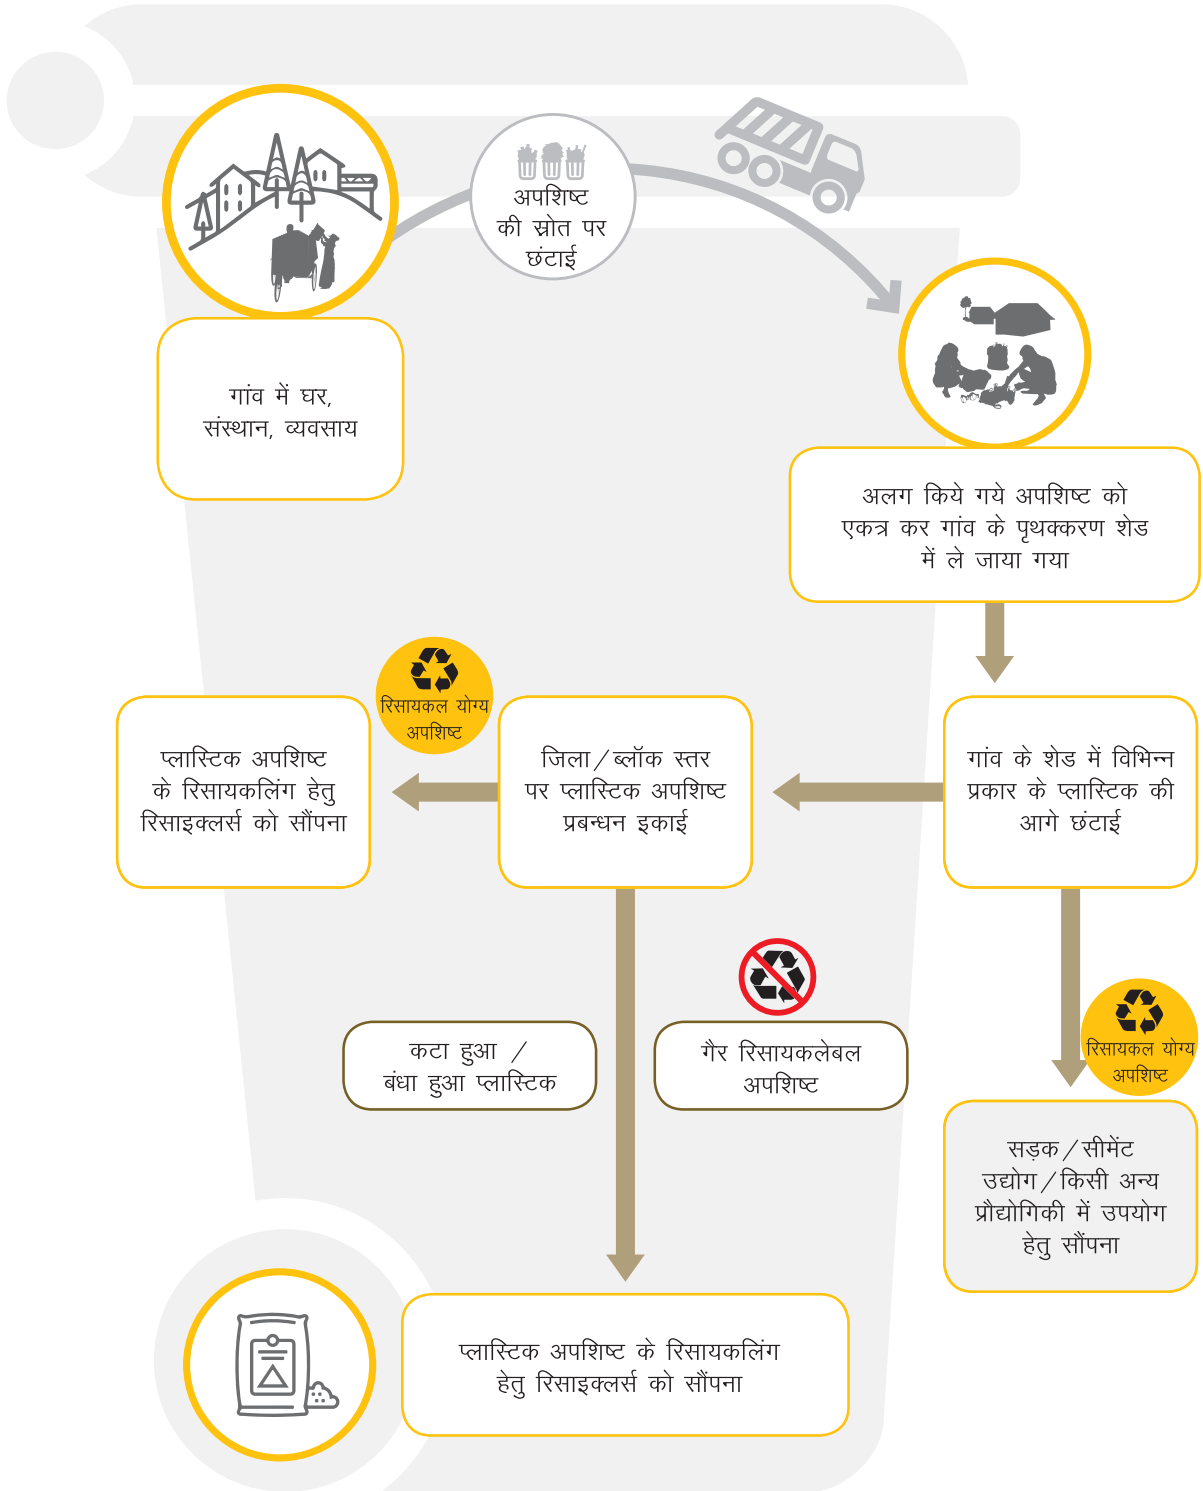 अपशिष्ट
की स्रोत पर
छंटाई
गांव में घर,
संस्थान, व्यवसाय
अलग किये गये अपशिष्ट को
एकत्र कर गांव के पृथक्करण शेड
में ले जाया गया
रिसायकल योग्य
अपशिष्ट
प्लास्टिक अपशिष्ट
के रिसायकलिंग हेतु
रिसाइक्लर्स को सौंपना
जिला/ब्लॉक स्तर
पर प्लास्टिक अपशिष्ट
प्रबन्धन इकाई
गांव के शेड में विभिन्न
प्रकार के प्लास्टिक की
आगे छंटाई
कटा हुआ /
बंधा हुआ प्लास्टिक
गैर रिसायकलेबल
अपशिष्ट
रिसायकल योग्य
अपशिष्ट
सड़क/सीमेंट
उद्योग/किसी अन्य
प्रौद्योगिकी में उपयोग
हेतु सौंपना
प्लास्टिक अपशिष्ट के रिसायकलिंग
हेतु रिसाइक्लर्स को सौंपना